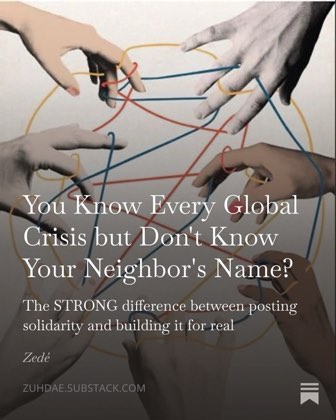 You Know Every Global
Crisis but Don't Know
Your Neighbor's Name?
The STRONG difference between posting
solidarity and building it for real
Zedé
ZUHDAE.SUBSTACK.COM